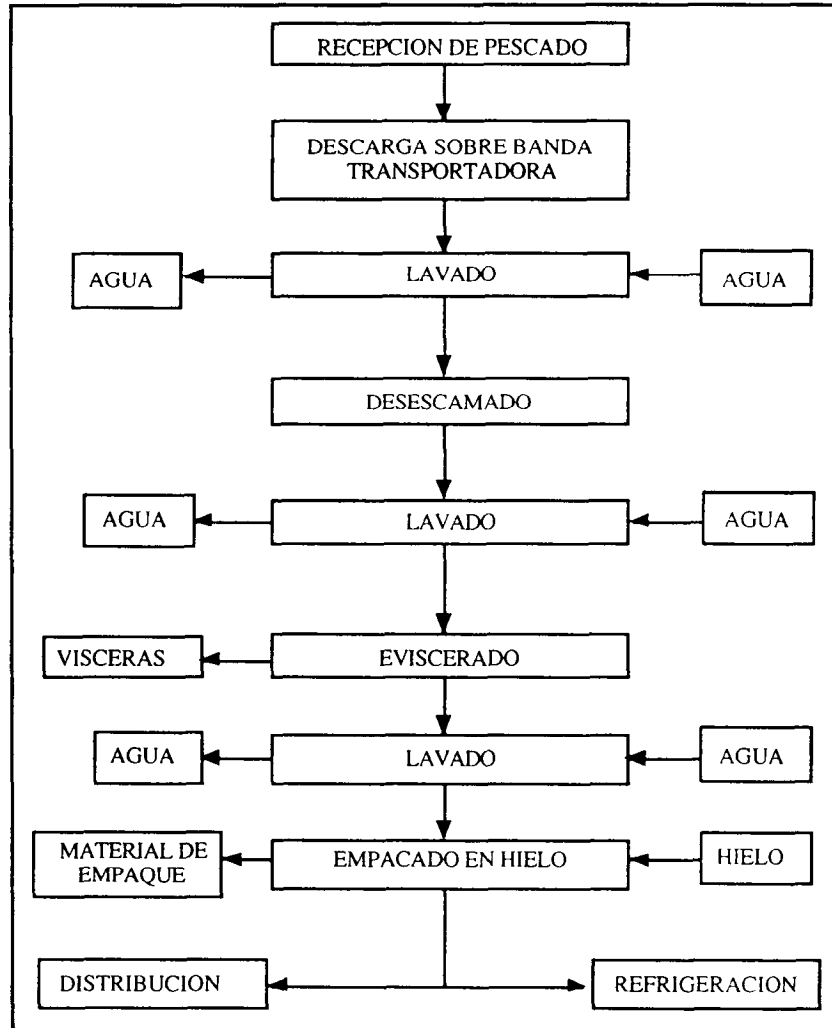 RECEPCION DE PESCADO
DESCARGA SOBRE BANDA
TRANSPORTADORA
AGUA
LAVADO
AGUA
DESESCAMADO
AGUA
LAVADO
AGUA
VISCERAS
EVISCERADO
AGUA
LAVADO
AGUA
MATERIAL DE
EMPAQUE
EMPACADO EN HIELO
HIELO
DISTRIBUCION
REFRIGERACION